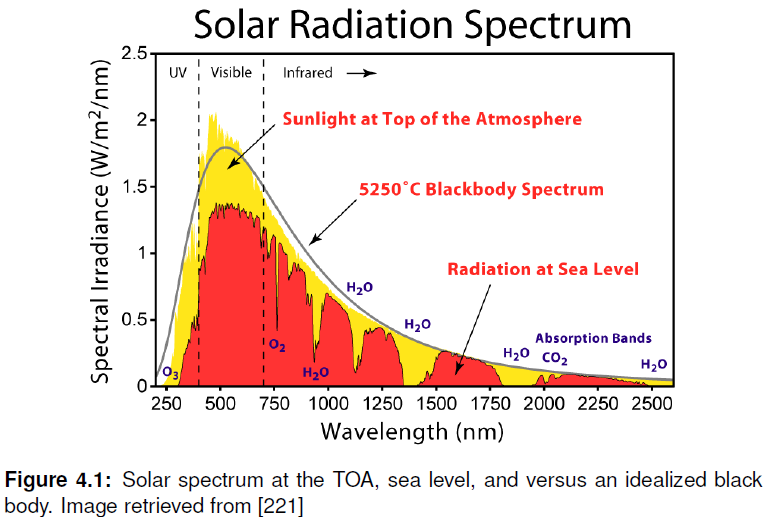 Solar Radiation Spectrum
UV
Visible
Infrared
Sunlight at Top of the Atmosphere
5250°C Blackbody Spectrum
Radiation at Sea Level
Absorption Bands
O₃
O₂
H₂O
H₂O
H₂O
H₂O
CO₂
H₂O
Spectral Irradiance (W/m²/nm)
2.5
2
1.5
1
0.5
0
250 500 750 1000 1250 1500 1750 2000 2250 2500
Wavelength (nm)
Figure 4.1: Solar spectrum at the TOA, sea level, and versus an idealized black
body. Image retrieved from [221]